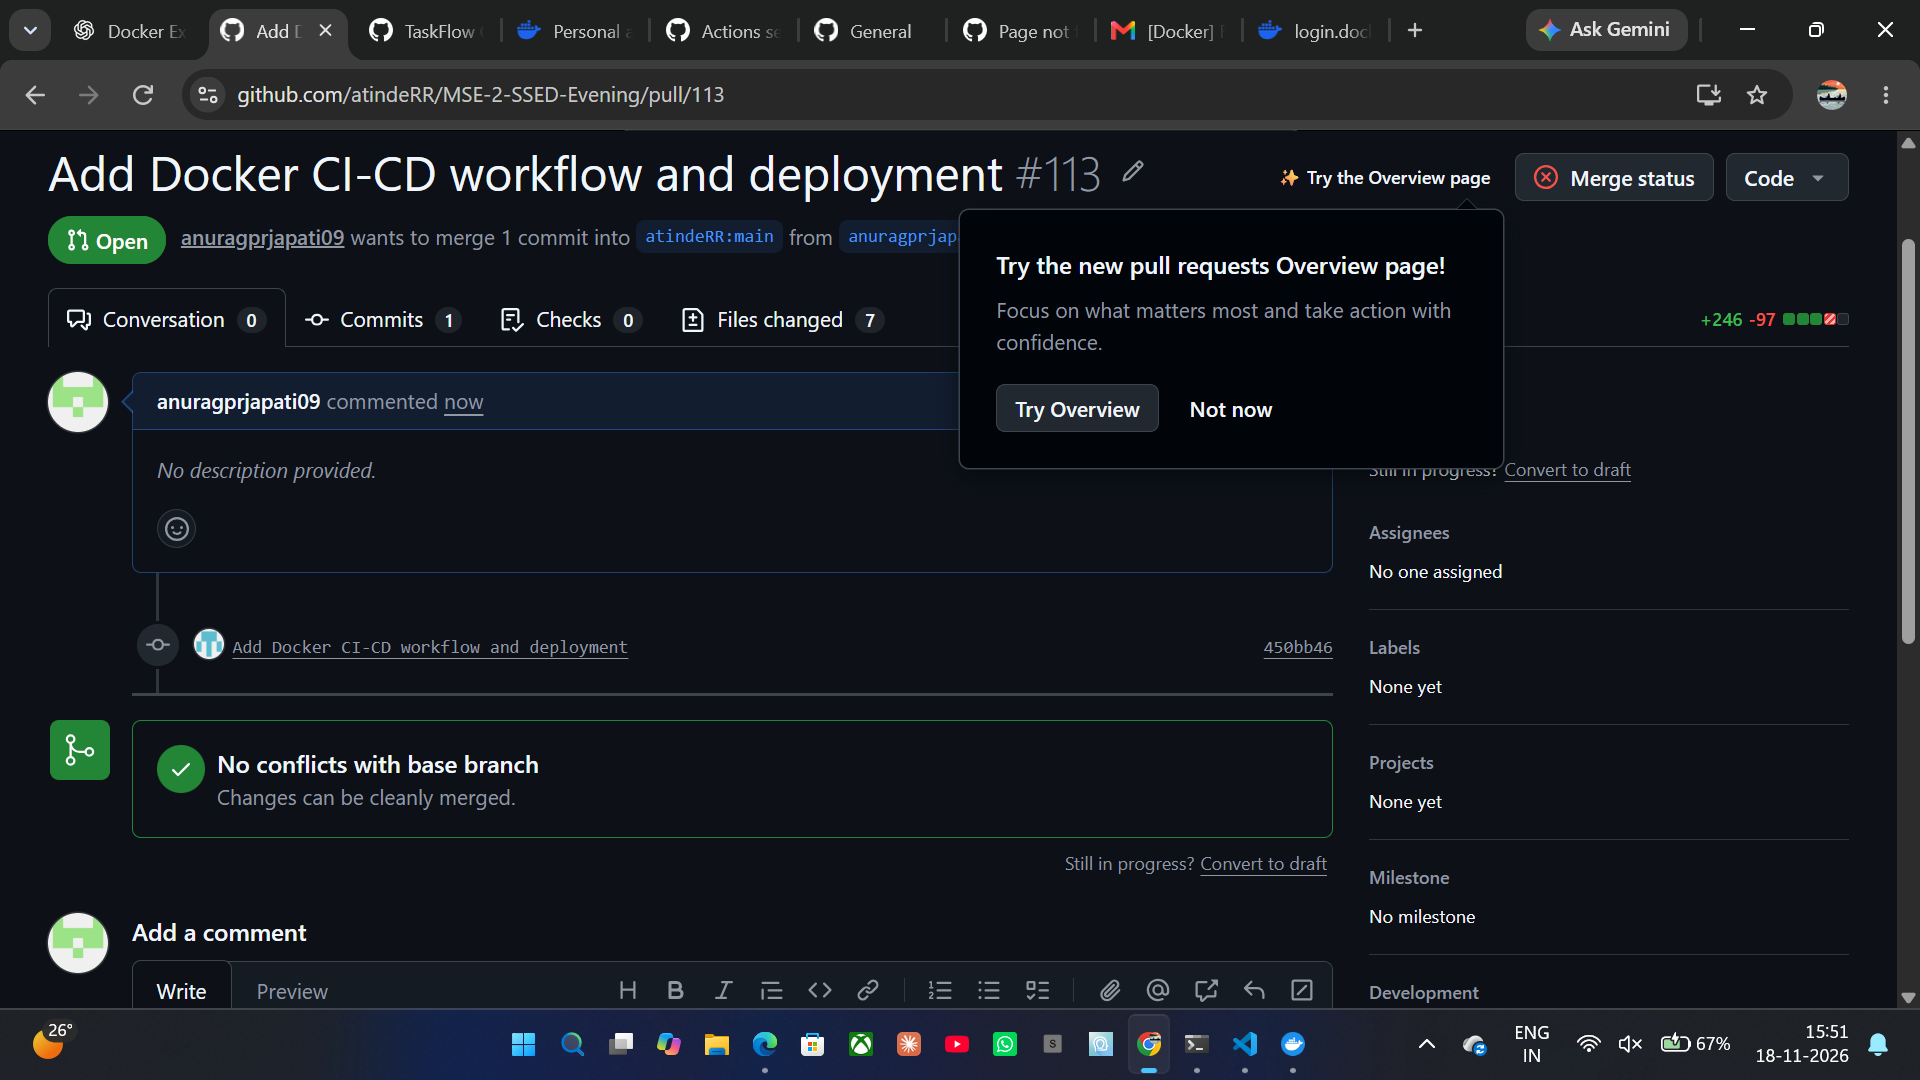 Docker Ex
Add D
TaskFlow
Personal a
Actions se
General
Page not
[Docker]
login.doc
Ask Gemini
github.com/atindeRR/MSE-2-SSED-Evening/pull/113
Add Docker CI-CD workflow and deployment #113
Try the Overview page
Merge status
Code
Open
anuragprjapati09 wants to merge 1 commit into atindeRR:main from anuragprjap
Try the new pull requests Overview page!
Focus on what matters most and take action with
confidence.
Try Overview
Not now
Conversation 0
Commits 1
Checks 0
Files changed 7
+246 -97
anuragprjapati09 commented now
No description provided.
Still in progress? Convert to draft
Assignees
No one assigned
Add Docker CI-CD workflow and deployment
450bb46
Labels
None yet
No conflicts with base branch
Changes can be cleanly merged.
Projects
None yet
Still in progress? Convert to draft
Milestone
No milestone
Add a comment
Write
Preview
Development
26°
ENG
IN
67%
15:51
18-11-2026